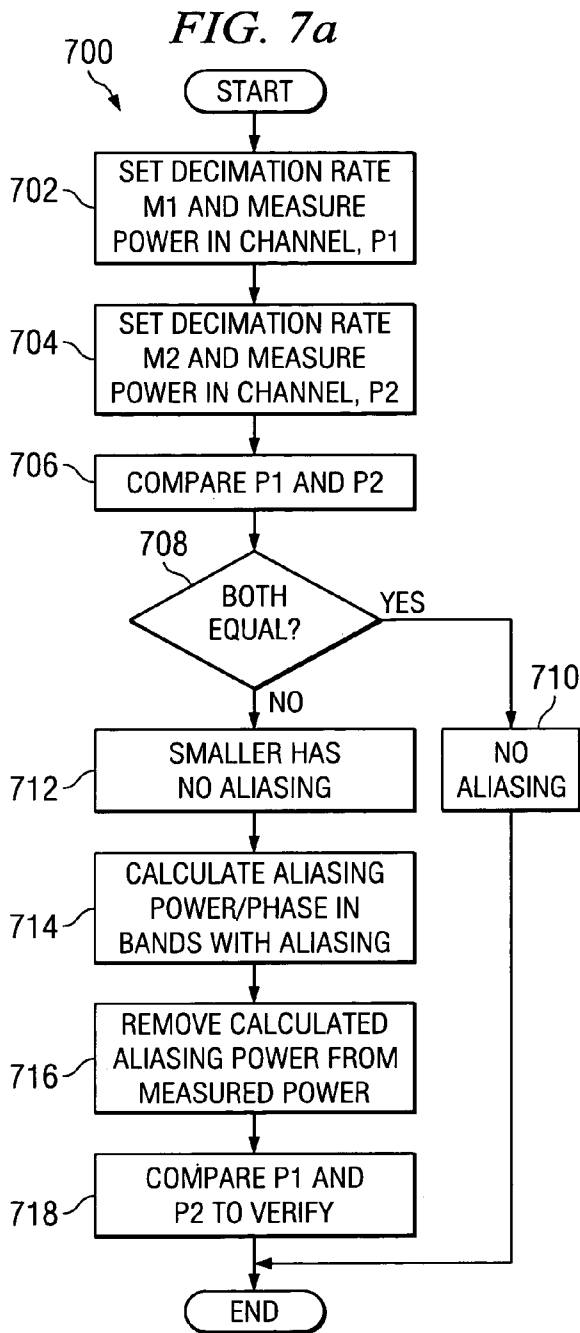 FIG. 7a
700
START
702
SET DECIMATION RATE
M1 AND MEASURE
POWER IN CHANNEL, P1
704
SET DECIMATION RATE
M2 AND MEASURE
POWER IN CHANNEL, P2
706
COMPARE P1 AND P2
708
BOTH
EQUAL?
YES
NO
710
NO
ALIASING
712
SMALLER HAS
NO ALIASING
714
CALCULATE ALIASING
POWER/PHASE IN
BANDS WITH ALIASING
716
REMOVE CALCULATED
ALIASING POWER FROM
MEASURED POWER
718
COMPARE P1 AND
P2 TO VERIFY
END